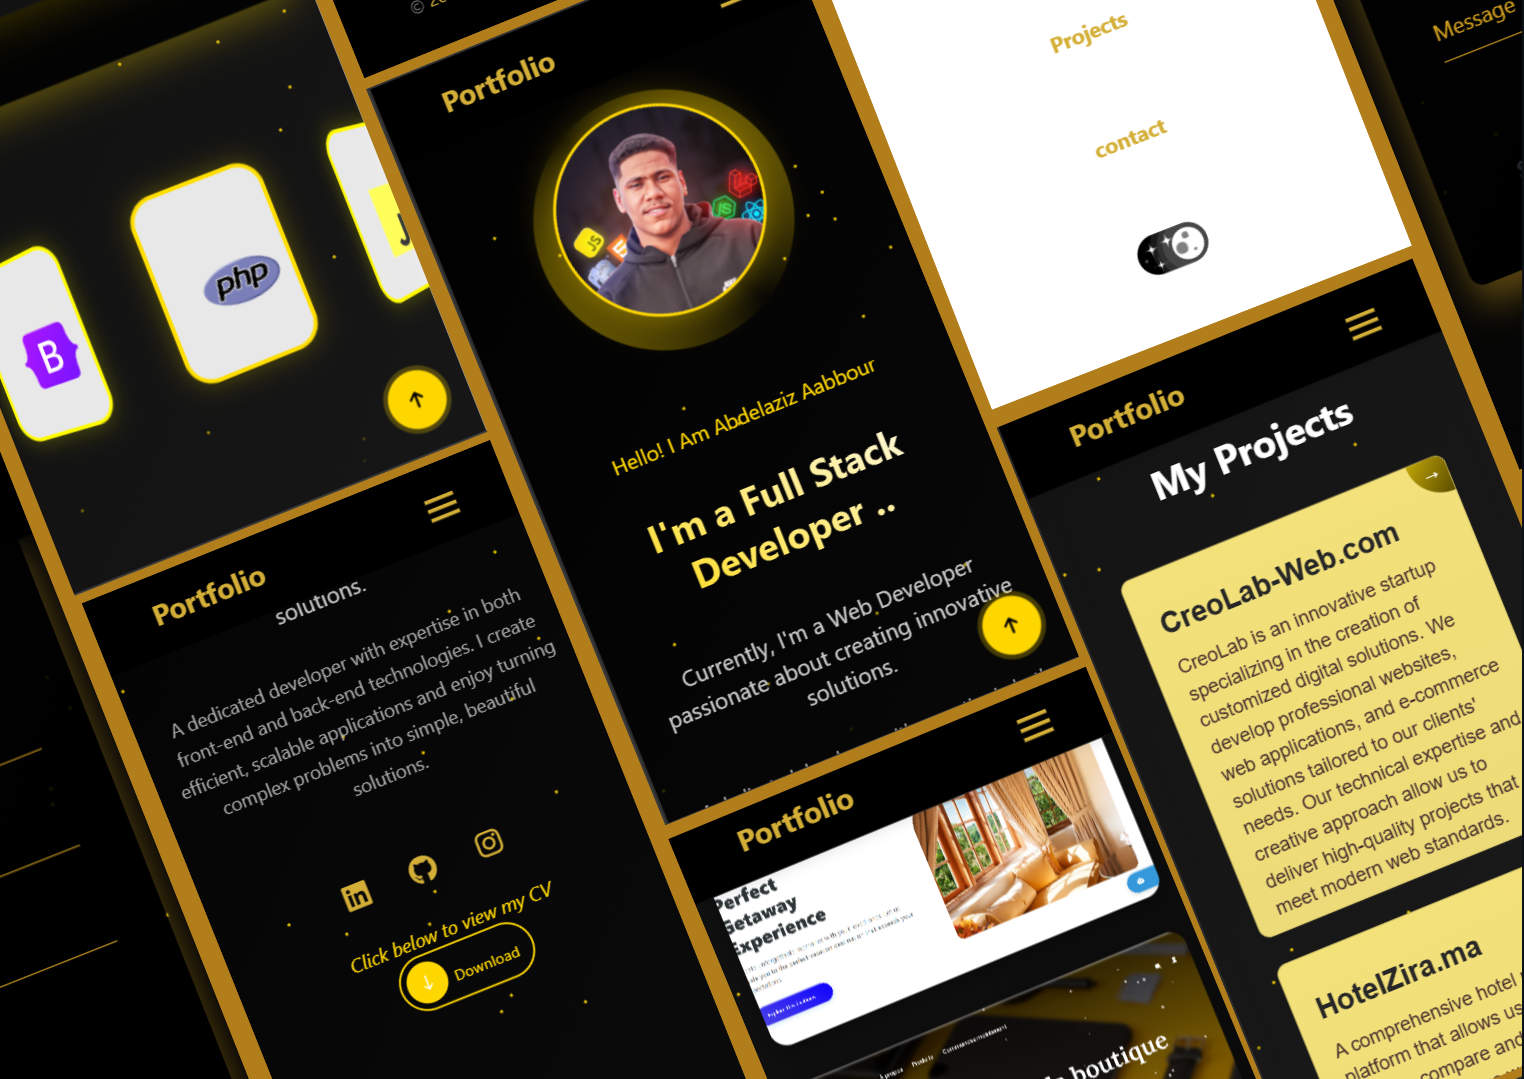 B
php
J
Portfolio
solutions.
A dedicated developer with expertise in both
front-end and back-end technologies. I create
efficient, scalable applications and enjoy turning
complex problems into simple, beautiful
solutions.
in
Click below to view my CV
Download
©
Portfolio
JS
JS
Hello! I Am Abdelaziz Aabbour
I'm a Full Stack
Developer ..
Currently, I'm a Web Developer
passionate about creating innovative
solutions.
Portfolio
Perfect
Getaway
Experience
boutique
Projects
contact
Portfolio
My Projects
CreoLab-Web.com
CreoLab is an innovative startup
specializing in the creation of
customized digital solutions. We
develop professional websites,
web applications, and e-commerce
solutions tailored to our clients'
needs. Our technical expertise and
creative approach allow us to
deliver high-quality projects that
meet modern web standards.
HotelZira.ma
A comprehensive hotel
platform that allows us
compare and
Message